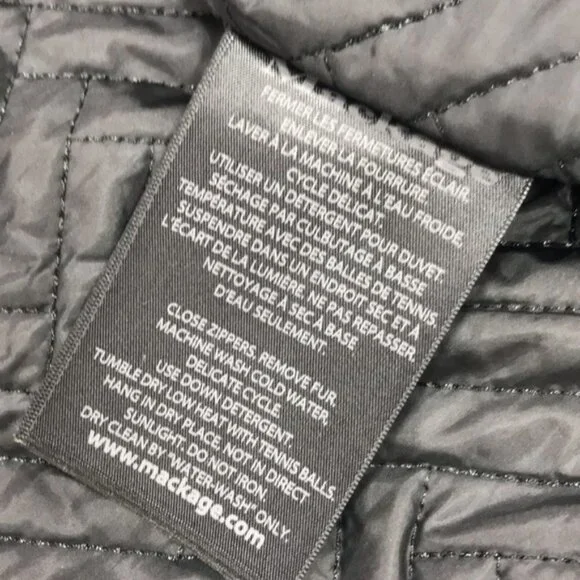 FERMER LES FERMETURES ÉCLAIR.
ENLEVER LA FOURRURE.
LAVER À LA MACHINE À L'EAU FROIDE,
CYCLE DÉLICAT.
UTILISER UN DETERGENT POUR DUVET.
SÉCHAGE PAR CULBUTAGE À BASSE
TEMPÉRATURE AVEC DES BALLES DE TENNIS,
SUSPENDRE DANS UN ENDROIT SEC ET À
L'ÉCART DE LA LUMIÈRE. NE PAS REPASSER.
NETTOYAGE À SEC À BASE
D'EAU SEULEMENT.
CLOSE ZIPPERS, REMOVE FUR,
MACHINE WASH COLD WATER,
DELICATE CYCLE.
USE DOWN DETERGENT.
TUMBLE DRY LOW HEAT WITH TENNIS BALLS.
HANG IN DRY PLACE, NOT IN DIRECT
SUNLIGHT. DO NOT IRON.
DRY CLEAN BY "WATER-WASH" ONLY.
www.mackage.com